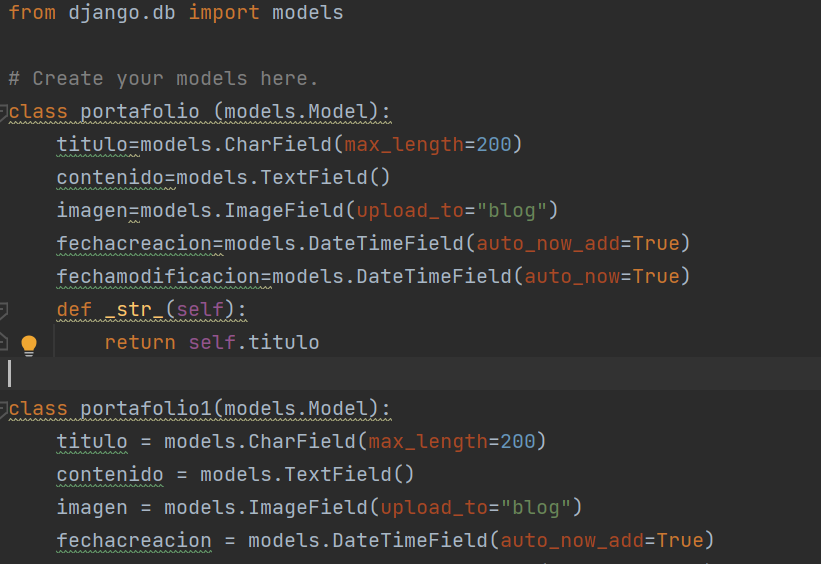 from django.db import models
# Create your models here.
class portafolio (models.Model):
titulo=models.CharField(max_length=200)
contenido=models.TextField()
imagen=models.ImageField(upload_to="blog")
fechacreacion=models.DateTimeField(auto_now_add=True)
fechamodificacion=models.DateTimeField(auto_now=True)
def _str_(self):
return self.titulo
class portafolio1(models.Model):
titulo = models.CharField(max_length=200)
contenido = models.TextField()
imagen = models.ImageField(upload_to="blog")
fechacreacion = models.DateTimeField(auto_now_add=True)